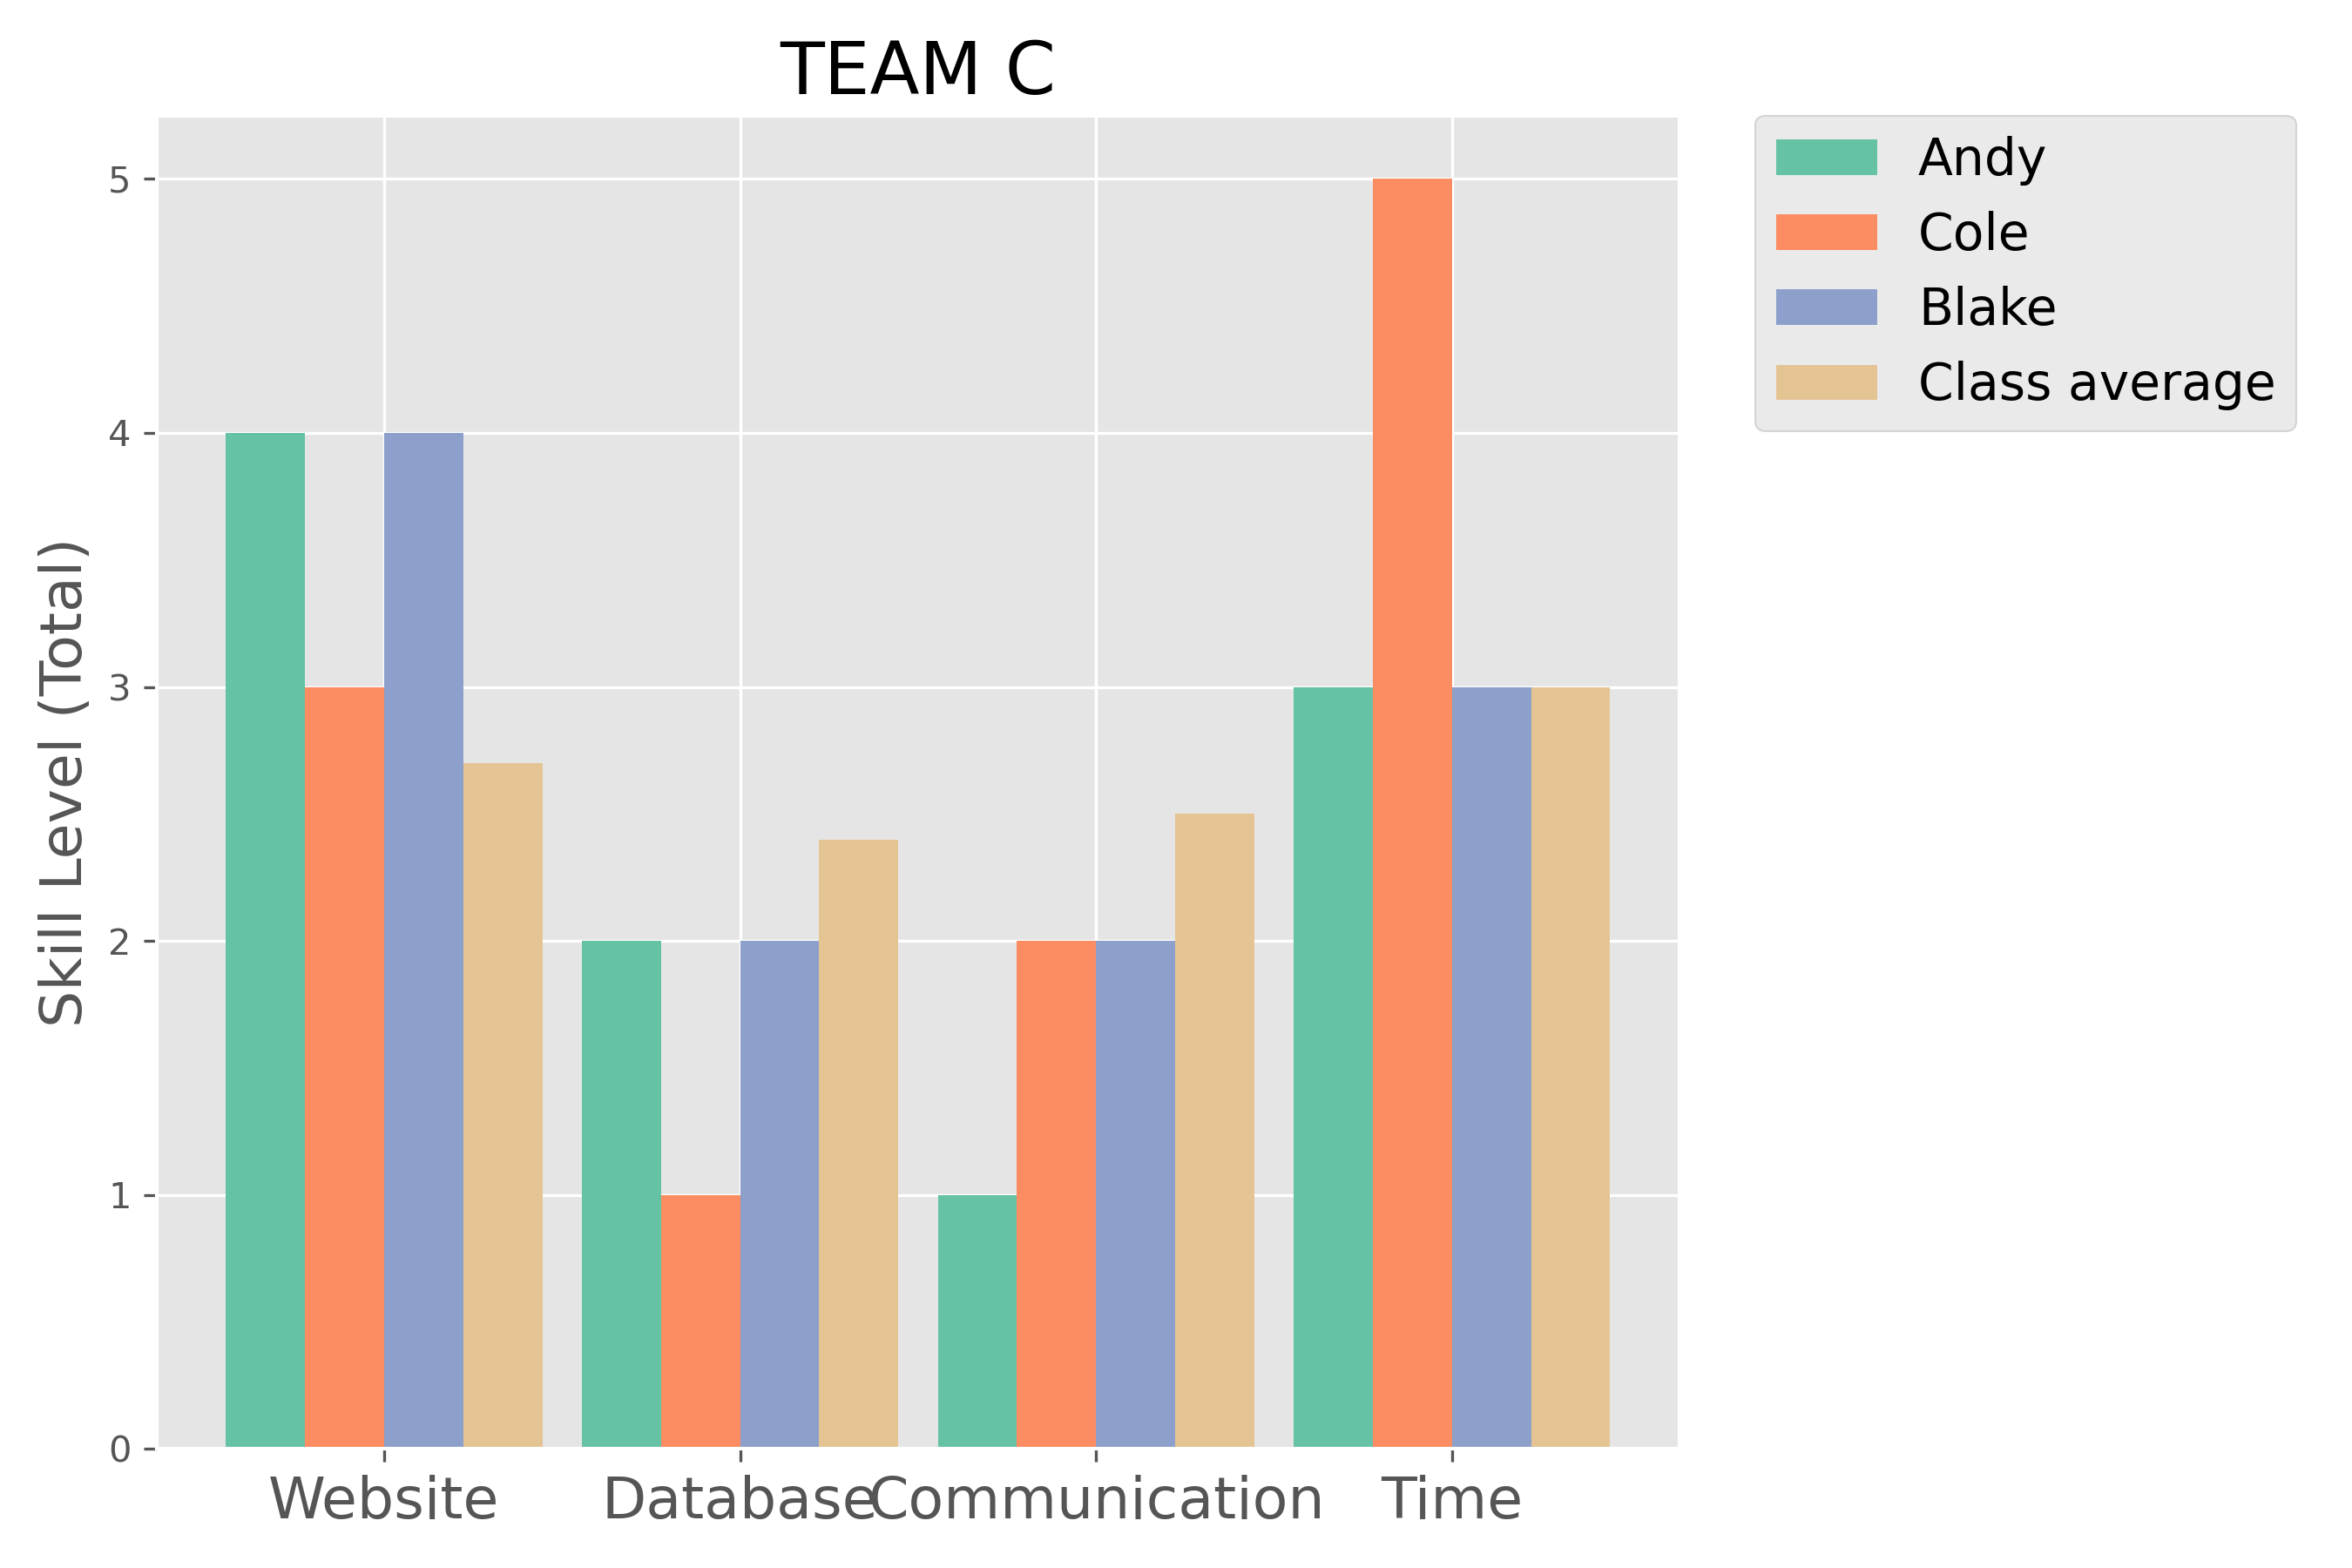 TEAM C
Andy
Cole
Blake
Class average
Skill Level (Total)
5
4
3
2
1
0
Website Database Communication Time